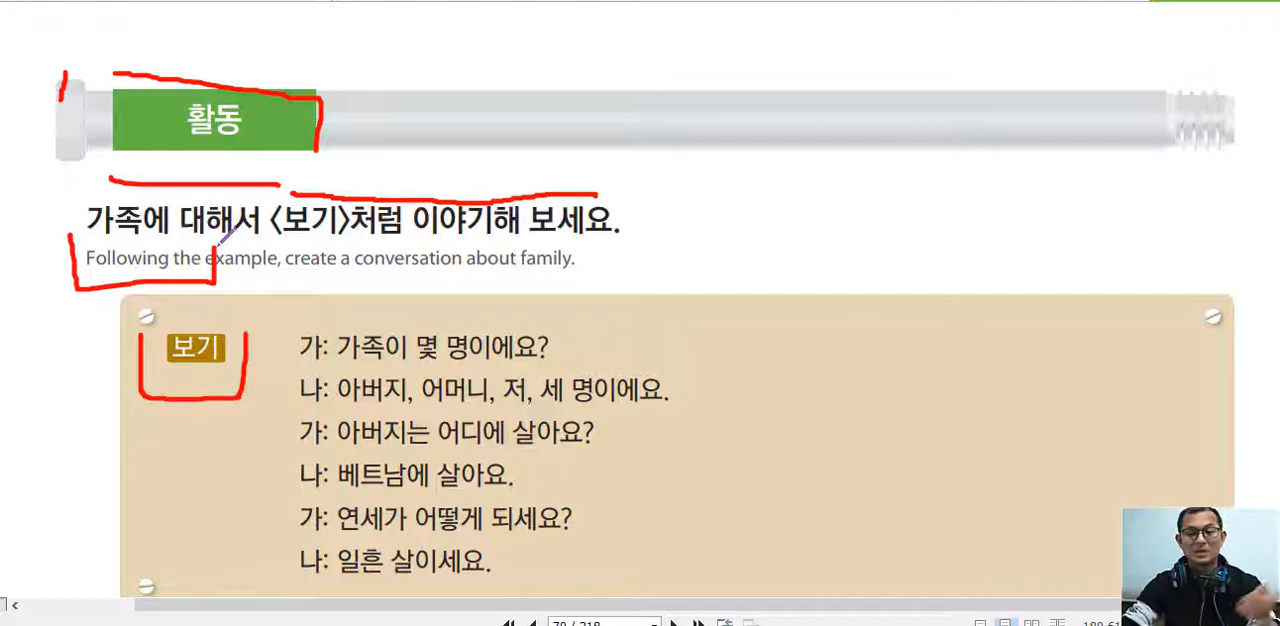 활동
가족에 대해서 〈보기〉처럼 이야기해 보세요.
Following the example, create a conversation about family.
보기
가: 가족이 몇 명이에요?
나: 아버지, 어머니, 저, 세 명이에요.
가: 아버지는 어디에 살아요?
나: 베트남에 살아요.
가: 연세가 어떻게 되세요?
나: 일흔 살이세요.